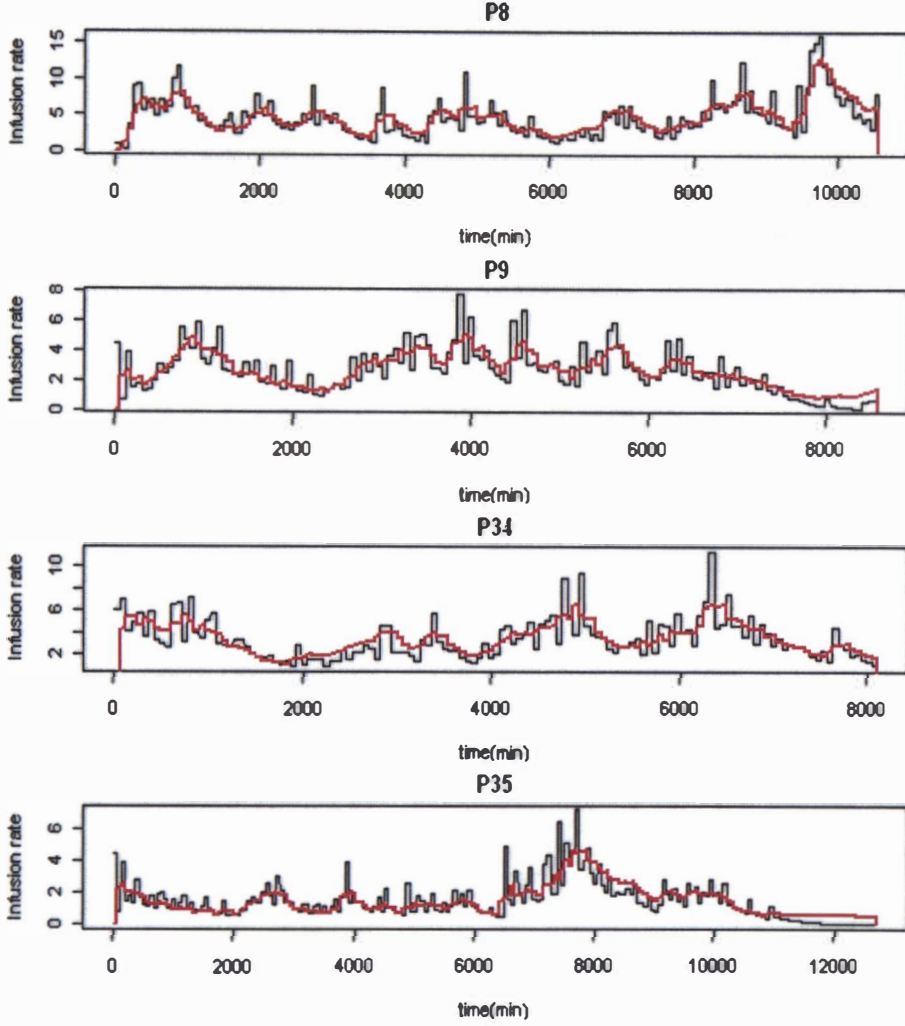 P8
Infusion rate
15
10
5
0
0 2000 4000 6000 8000 10000
time(min)
P9
Infusion rate
8
6
4
2
0
0 2000 4000 6000 8000
time(min)
P34
Infusion rate
10
6
2
0 2000 4000 6000 8000
time(min)
P35
Infusion rate
6
4
2
0
0 2000 4000 6000 8000 10000 12000
time(min)